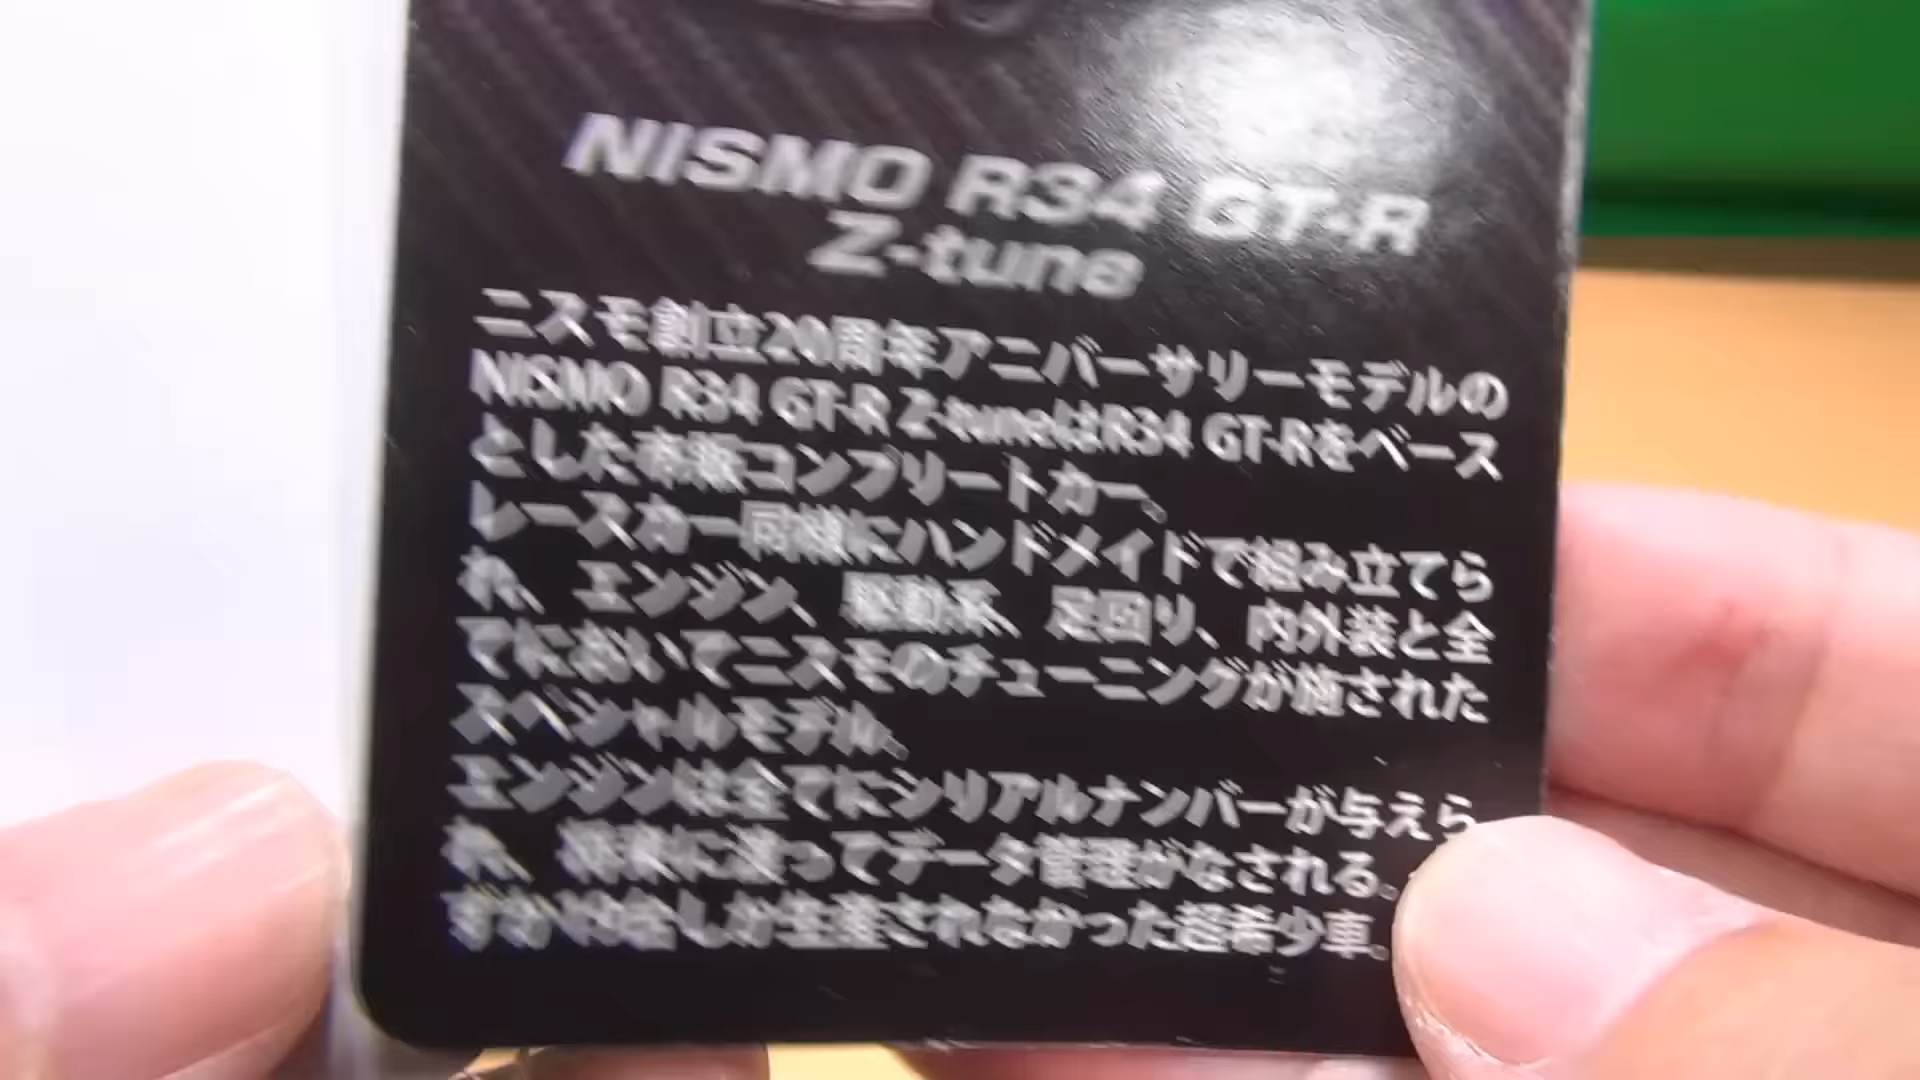 NISMO R34 GT-R
Z-tune
ニスモ創立20周年アニバーサリーモデルの
NISMO R34 GT-R Z-tuneはR34 GT-Rをベース
とした市販コンプリートカー。
レースカー同様にハンドメイドで組み立てら
れ、エンジン、駆動系、足回り、内外装と全
てにおいてニスモのチューニングが施された
スペシャルモデル。
エンジンは全てにシリアルナンバーが与えら
れ、将来に渡ってデータ管理がなされる。
しか生産されなかった超希少車。